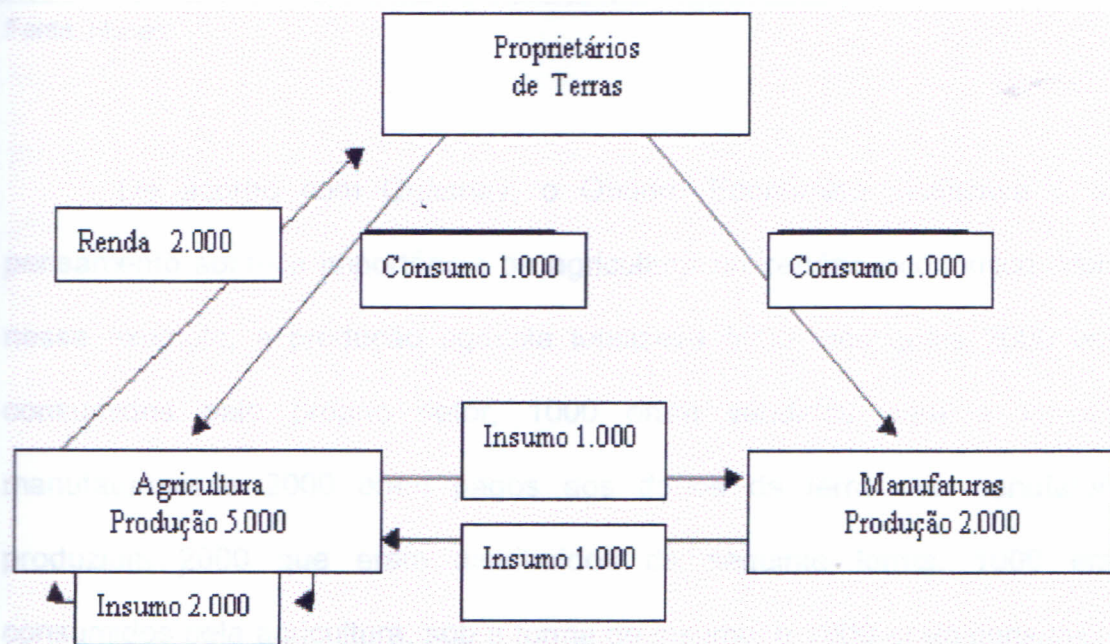 Proprietários
de Terras
Renda 2.000
Consumo 1.000
Consumo 1.000
Insumo 1.000
Agricultura
Produção 5.000
Manufaturas
Produção 2.000
Insumo 1.000
Insumo 2.000